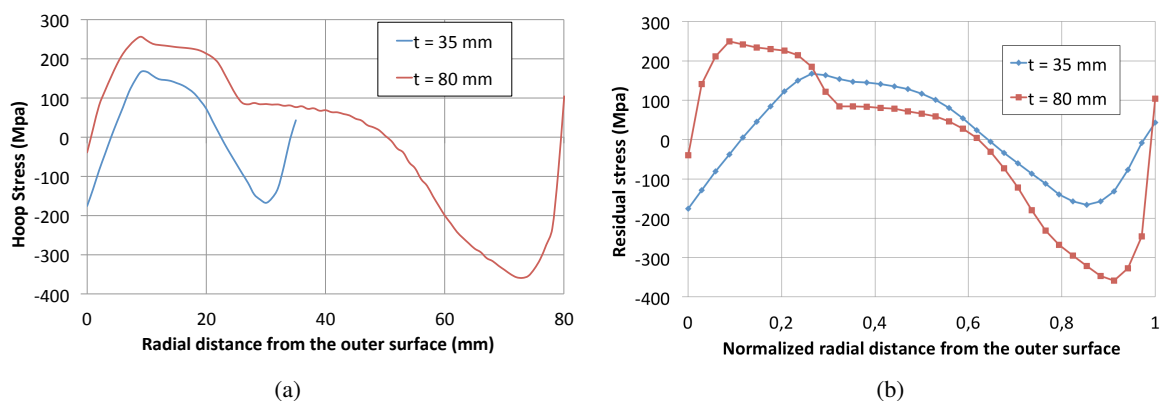 300
200
100
0
-100
-200
-300
-400
Hoop Stress (Mpa)
0
20
40
60
80
Radial distance from the outer surface (mm)
t = 35 mm
t = 80 mm
(a)
300
200
100
0
-100
-200
-300
-400
Residual stress (Mpa)
0
0,2
0,4
0,6
0,8
1
Normalized radial distance from the outer surface
t = 35 mm
t = 80 mm
(b)